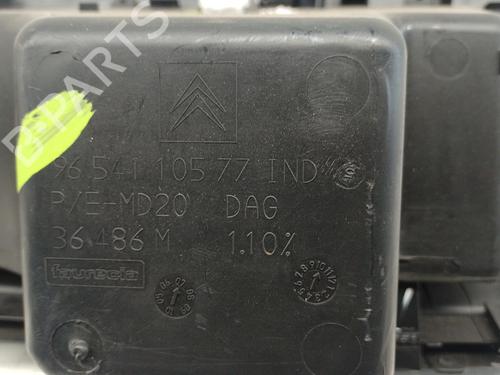 96 541 105 77 IND
P/E-MD20 DAG
36 486 M 1.10%
faurecia
B-PARTS